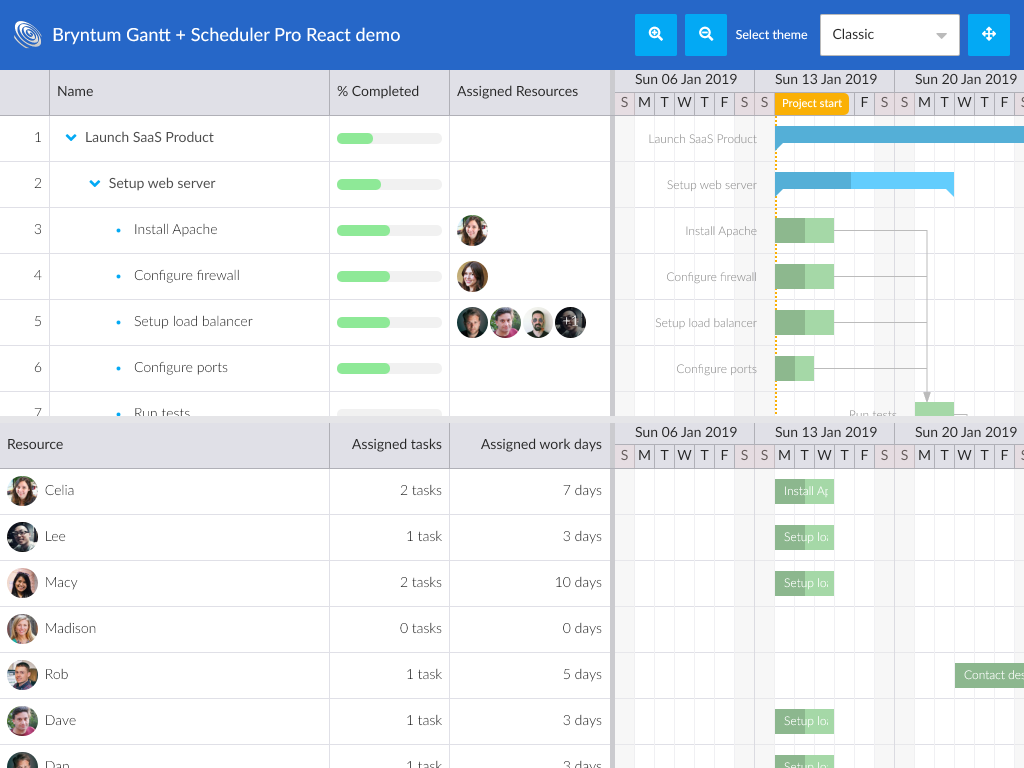 Bryntum Gantt + Scheduler Pro React demo
Select theme
Classic
Name
% Completed
Assigned Resources
Sun 06 Jan 2019
Sun 13 Jan 2019
Sun 20 Jan 2019
S M T W T F S S Project start F S S M T W T F S
1 Launch SaaS Product
Launch SaaS Product
2 Setup web server
Setup web server
3 Install Apache
Install Apache
4 Configure firewall
Configure firewall
5 Setup load balancer +1
Setup load balancer
6 Configure ports
Configure ports
7 Run tests
Run tests
Resource
Assigned tasks
Assigned work days
Sun 06 Jan 2019
Sun 13 Jan 2019
Sun 20 Jan 2019
S M T W T F S S M T W T F S S M T W T F S
Celia 2 tasks 7 days Install Ap
Lee 1 task 3 days Setup loa
Macy 2 tasks 10 days Setup loa
Madison 0 tasks 0 days
Rob 1 task 5 days Contact des
Dave 1 task 3 days Setup loa
Dan 1 task 3 days Setup loa